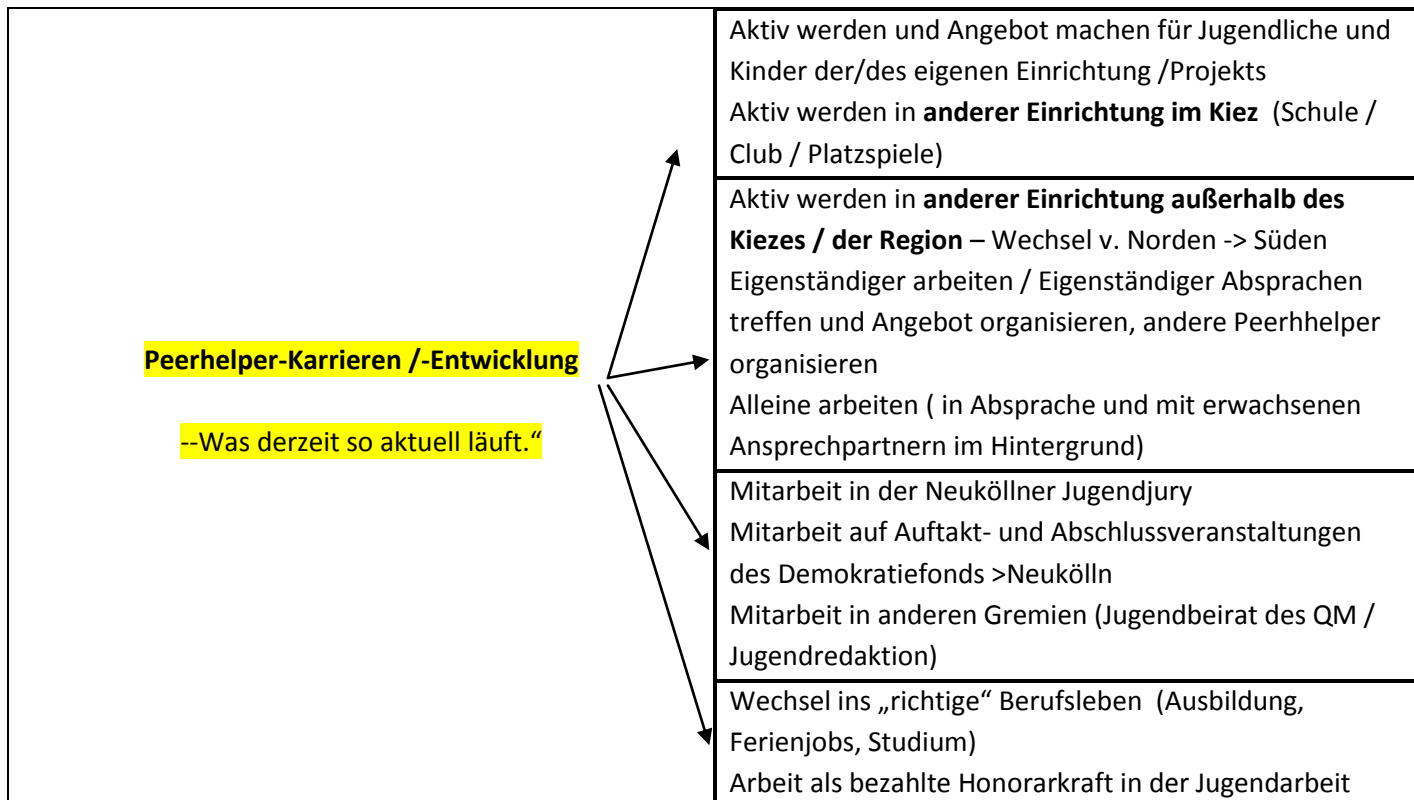 Peerhelper-Karrieren /-Entwicklung
--Was derzeit so aktuell läuft.“
Aktiv werden und Angebot machen für Jugendliche und
Kinder der/des eigenen Einrichtung /Projekts
Aktiv werden in anderer Einrichtung im Kiez (Schule /
Club / Platzspiele)
Aktiv werden in anderer Einrichtung außerhalb des
Kiezes / der Region – Wechsel v. Norden -> Süden
Eigenständiger arbeiten / Eigenständiger Absprachen
treffen und Angebot organisieren, andere Peerhhelper
organisieren
Alleine arbeiten ( in Absprache und mit erwachsenen
Ansprechpartnern im Hintergrund)
Mitarbeit in der Neuköllner Jugendjury
Mitarbeit auf Auftakt- und Abschlussveranstaltungen
des Demokratiefonds >Neukölln
Mitarbeit in anderen Gremien (Jugendbeirat des QM /
Jugendredaktion)
Wechsel ins „richtige“ Berufsleben (Ausbildung,
Ferienjobs, Studium)
Arbeit als bezahlte Honorarkraft in der Jugendarbeit